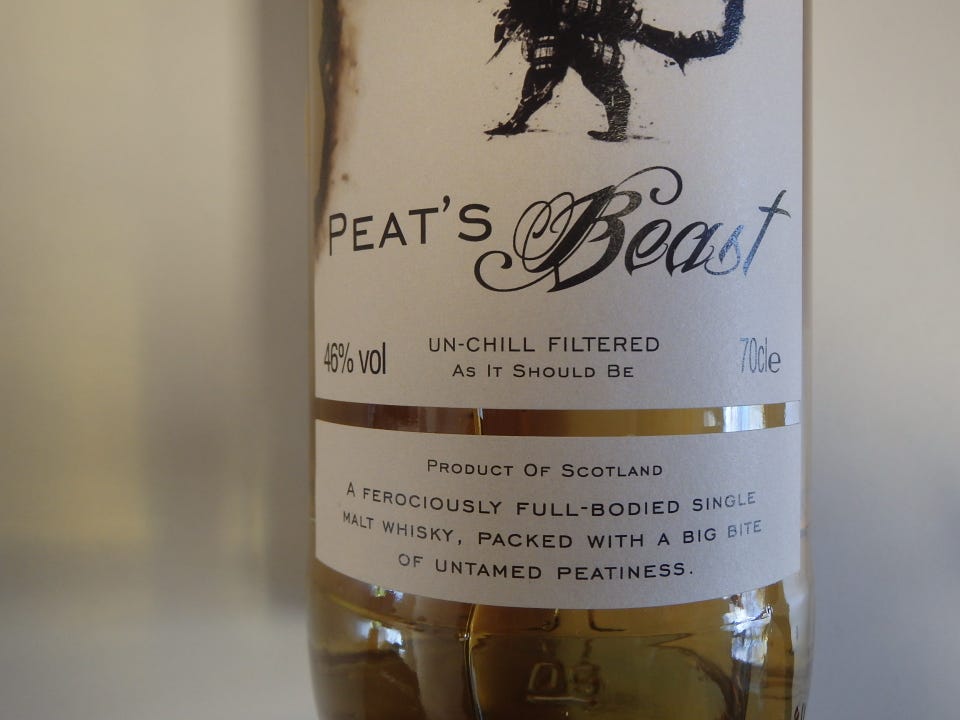 PEAT'S Beast
46% vol
UN-CHILL FILTERED
AS IT SHOULD BE
70cle
PRODUCT OF SCOTLAND
A FEROCIOUSLY FULL-BODIED SINGLE
MALT WHISKY, PACKED WITH A BIG BITE
OF UNTAMED PEATINESS.